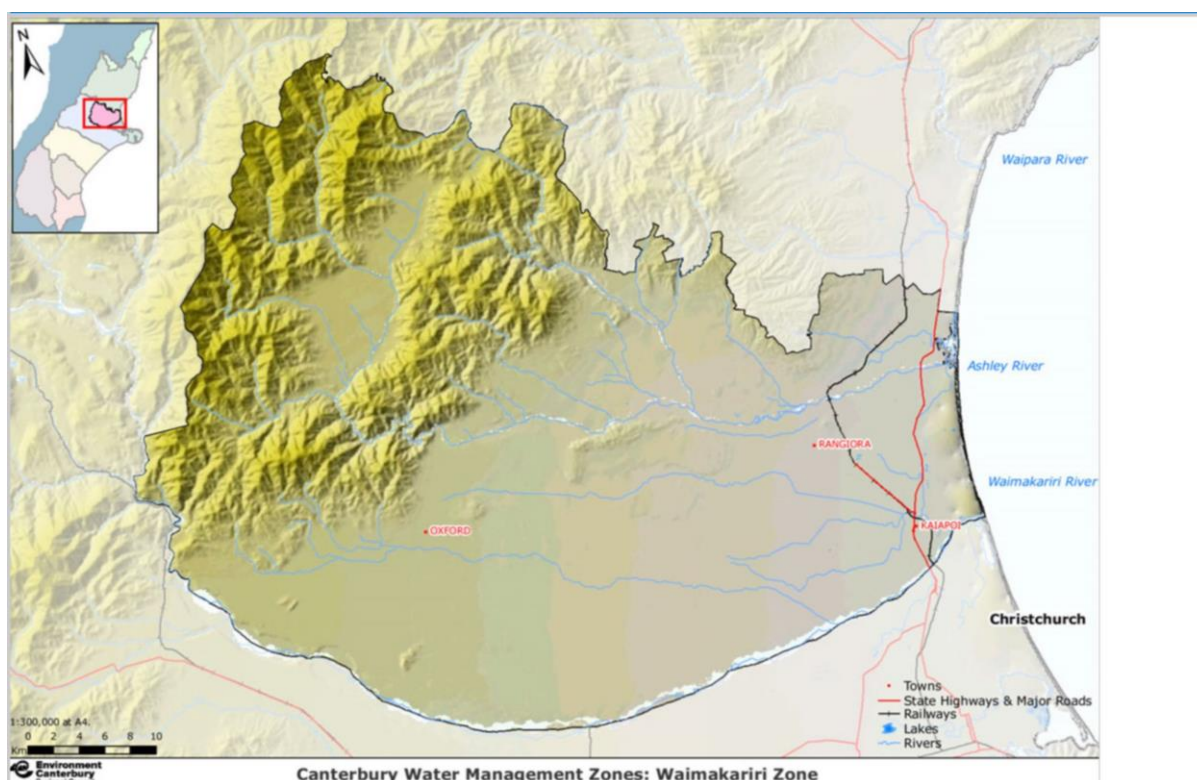 N
Waipara River
Ashley River
RANGIORA
Waimakariri River
OXFORD
KAIAPOI
Christchurch
Towns
State Highways & Major Roads
Railways
Lakes
Rivers
1:300,000 at A4.
Km 0 2 4 6 8 10
Environment
Canterbury
Canterbury Water Management Zones: Waimakariri Zone